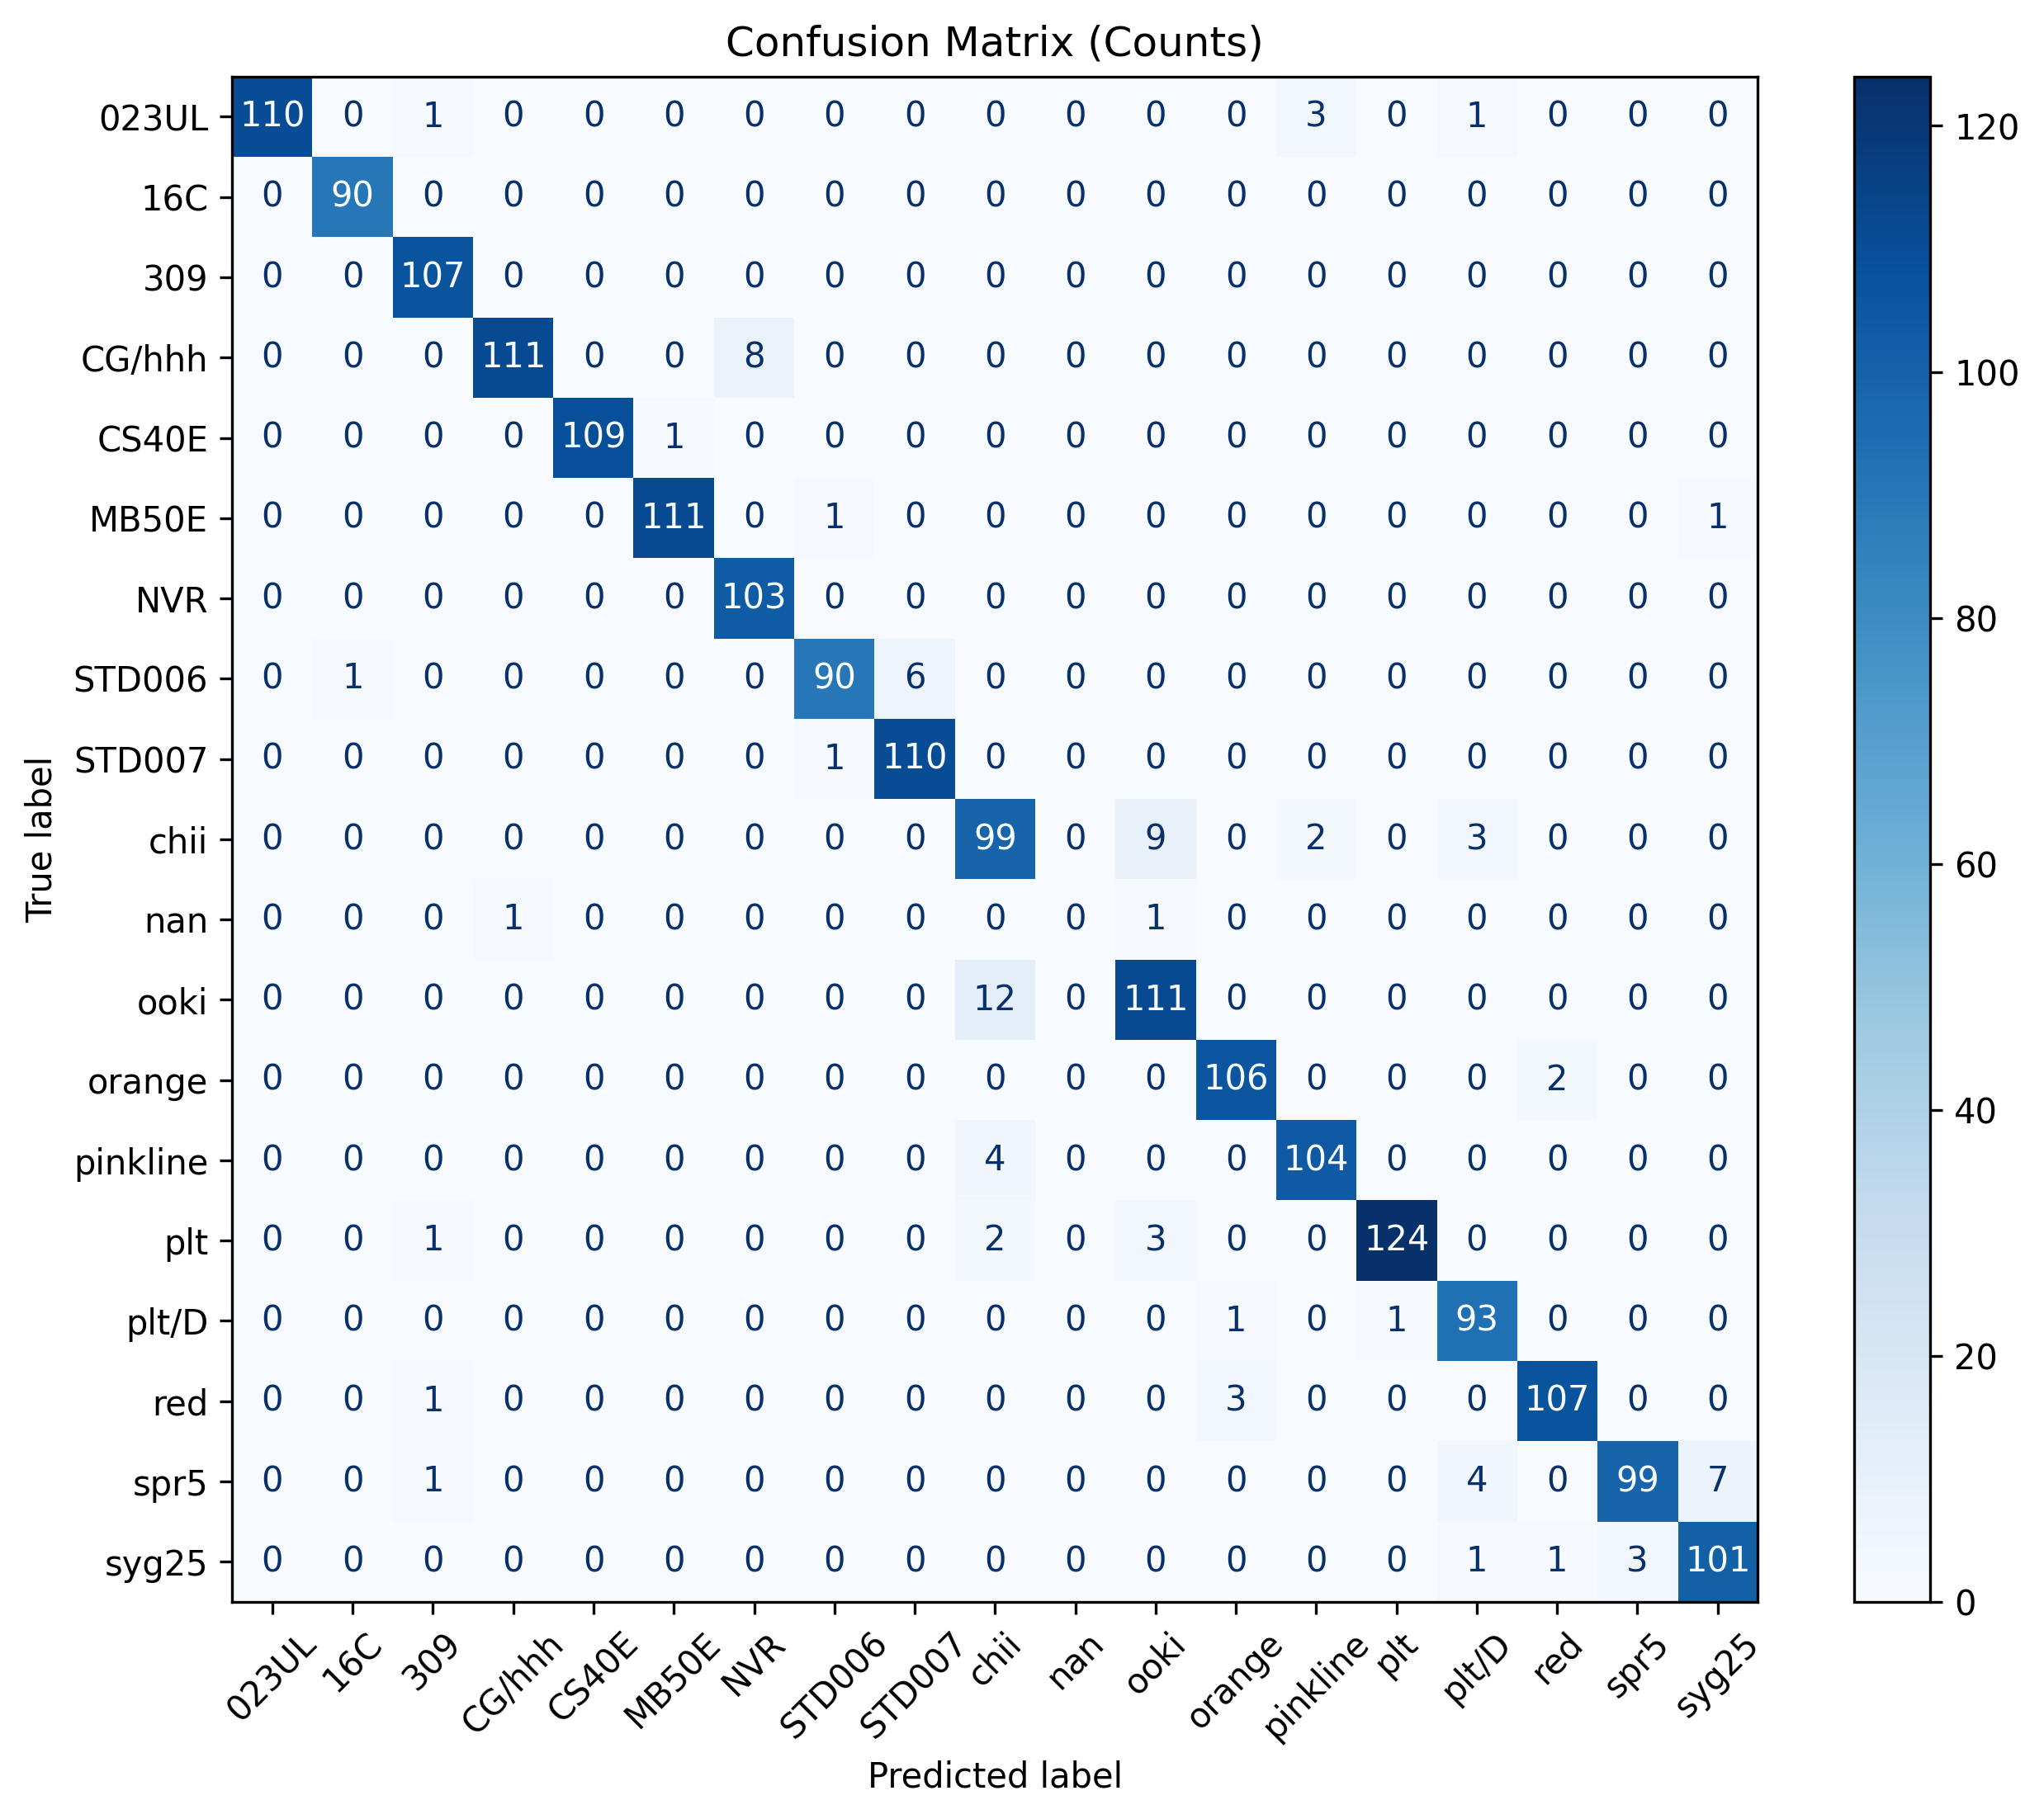 Confusion Matrix (Counts)
023UL 110 0 1 0 0 0 0 0 0 0 0 0 0 3 0 1 0 0 0
16C 0 90 0 0 0 0 0 0 0 0 0 0 0 0 0 0 0 0 0
309 0 0 107 0 0 0 0 0 0 0 0 0 0 0 0 0 0 0 0
CG/hhh 0 0 0 111 0 0 8 0 0 0 0 0 0 0 0 0 0 0 0
CS40E 0 0 0 0 109 1 0 0 0 0 0 0 0 0 0 0 0 0 0
MB50E 0 0 0 0 0 111 0 1 0 0 0 0 0 0 0 0 0 0 1
NVR 0 0 0 0 0 0 103 0 0 0 0 0 0 0 0 0 0 0 0
STD006 0 1 0 0 0 0 0 90 6 0 0 0 0 0 0 0 0 0 0
STD007 0 0 0 0 0 0 0 1 110 0 0 0 0 0 0 0 0 0 0
chii 0 0 0 0 0 0 0 0 0 99 0 9 0 2 0 3 0 0 0
nan 0 0 0 1 0 0 0 0 0 0 0 1 0 0 0 0 0 0 0
ooki 0 0 0 0 0 0 0 0 0 12 0 111 0 0 0 0 0 0 0
orange 0 0 0 0 0 0 0 0 0 0 0 0 106 0 0 0 2 0 0
pinkline 0 0 0 0 0 0 0 0 0 4 0 0 0 104 0 0 0 0 0
plt 0 0 1 0 0 0 0 0 0 2 0 3 0 0 124 0 0 0 0
plt/D 0 0 0 0 0 0 0 0 0 0 0 0 1 0 1 93 0 0 0
red 0 0 1 0 0 0 0 0 0 0 0 0 3 0 0 0 107 0 0
spr5 0 0 1 0 0 0 0 0 0 0 0 0 0 0 0 4 0 99 7
syg25 0 0 0 0 0 0 0 0 0 0 0 0 0 0 0 1 1 3 101
023UL 16C 309 CG/hhh CS40E MB50E NVR STD006 STD007 chii nan ooki orange pinkline plt plt/D red spr5 syg25
Predicted label
True label
120
100
80
60
40
20
0